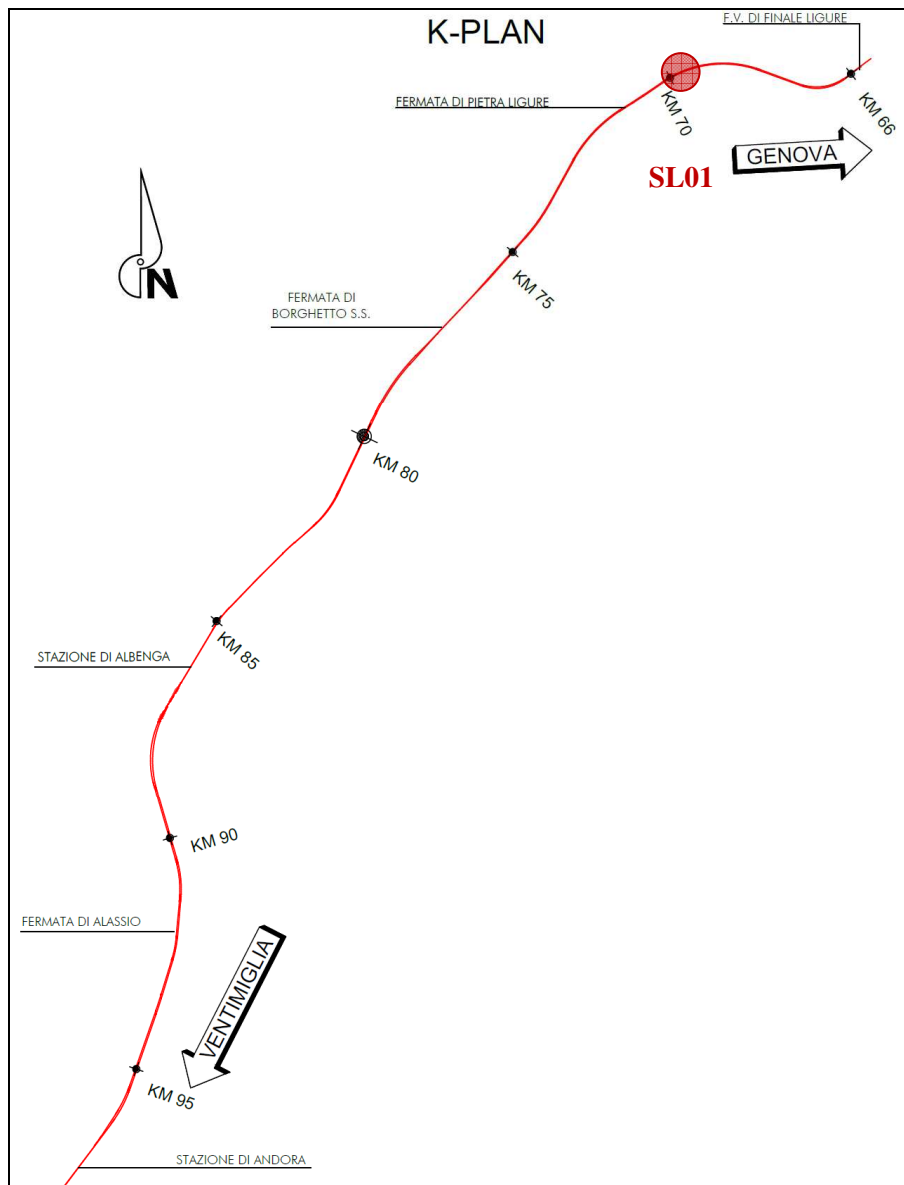 F.V. DI FINALE LIGURE
K-PLAN
FERMATA DI PIETRA LIGURE
KM 70
KM 66
GENOVA
SL01
N
KM 75
FERMATA DI
BORGHETTO S.S.
KM 80
KM 85
STAZIONE DI ALBENGA
KM 90
FERMATA DI ALASSIO
VENTIMIGLIA
KM 95
STAZIONE DI ANDORA